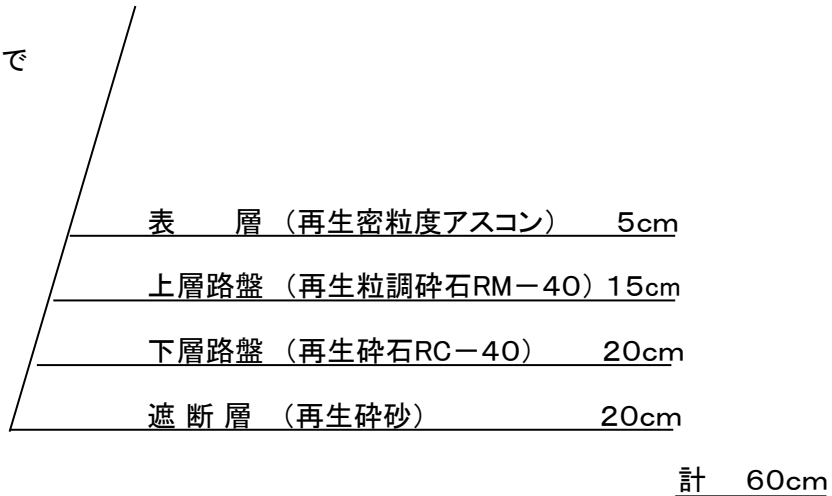 で
表　　層　（再生密粒度アスコン）　　5cm
上層路盤　（再生粒調砕石RM－40）　15cm
下層路盤　（再生砕石RC－40）　　20cm
遮 断 層　（再生砕砂）　　20cm
計　60cm